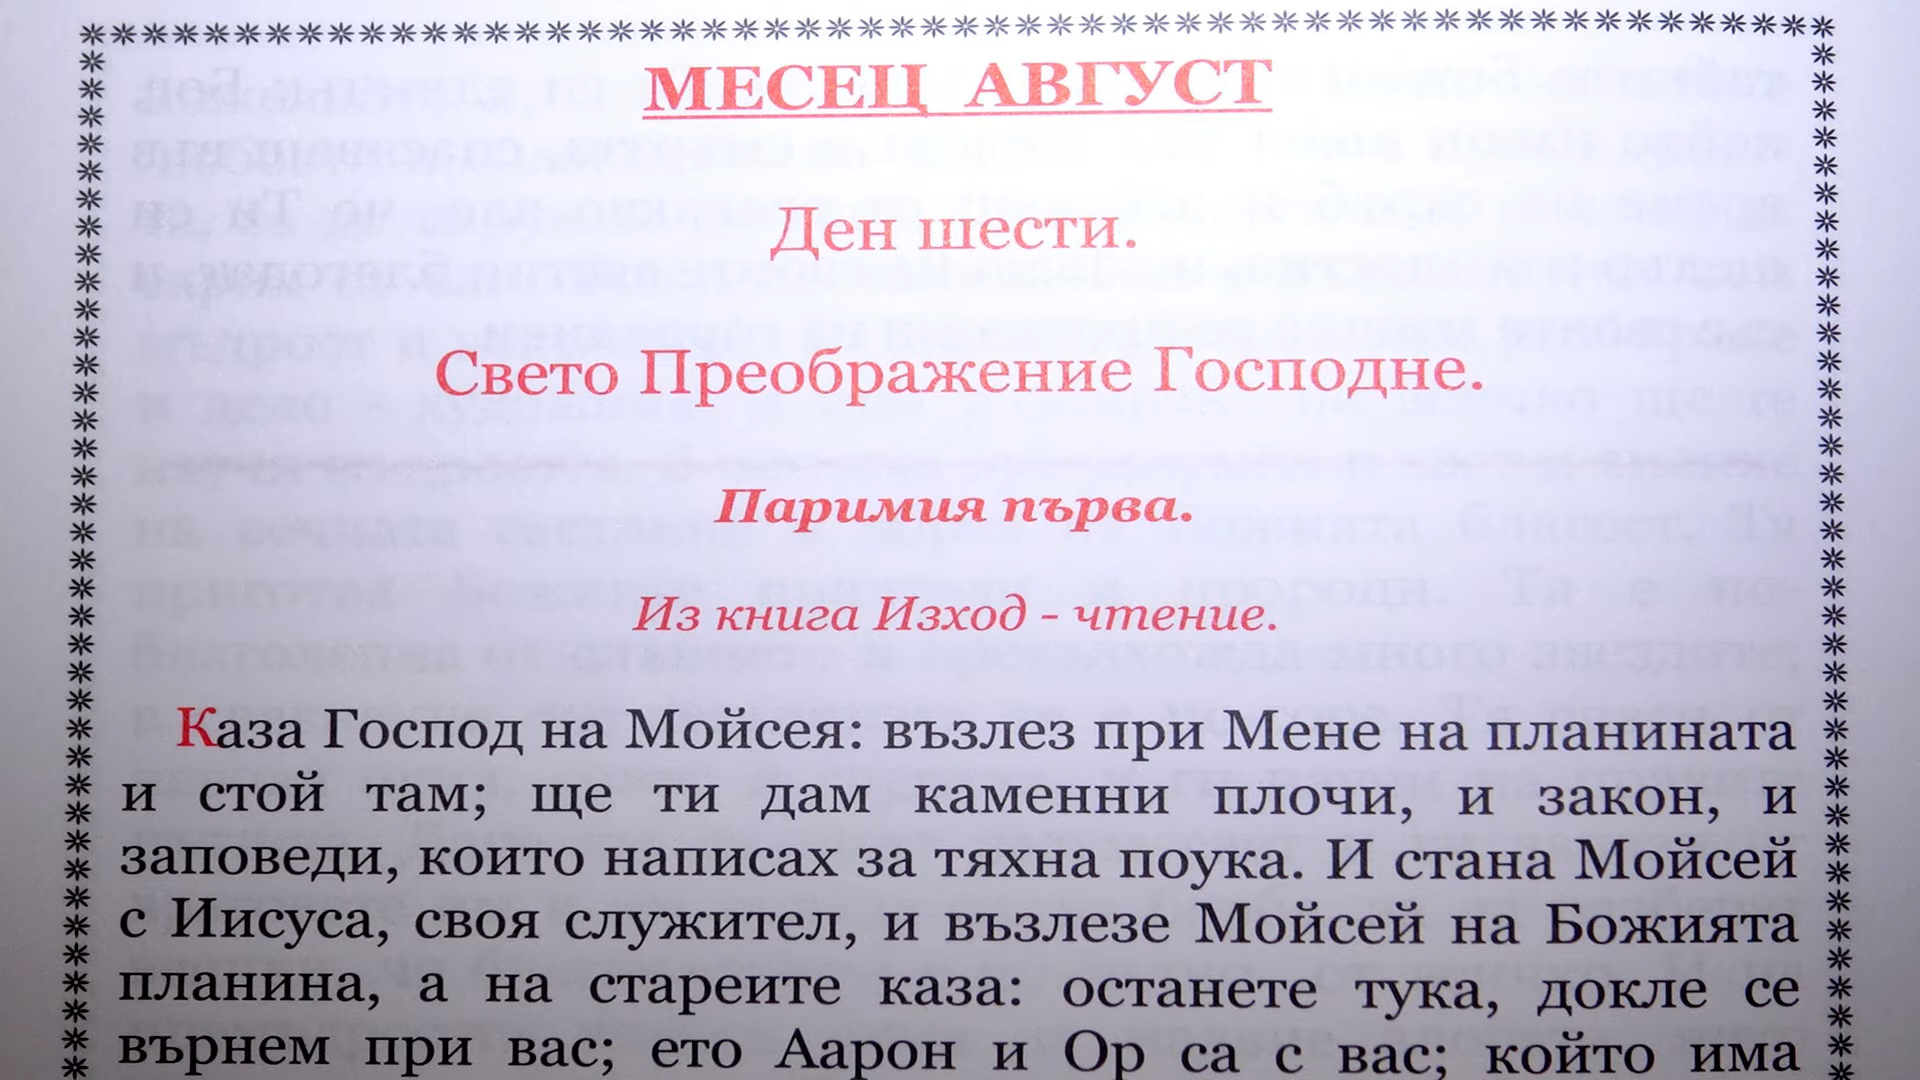 МЕСЕЦ АВГУСТ
Ден шести.
Свето Преображение Господне.
Паримия първа.
Из книга Изход - чтение.
Каза Господ на Мойсея: възлез при Мене на планината
и стой там; ще ти дам каменни плочи, и закон, и
заповеди, които написах за тяхна поука. И стана Мойсей
с Иисуса, своя служител, и възлезе Мойсей на Божията
планина, а на стареите каза: останете тука, докле се
върнем при вас; ето Аарон и Ор са с вас; който има